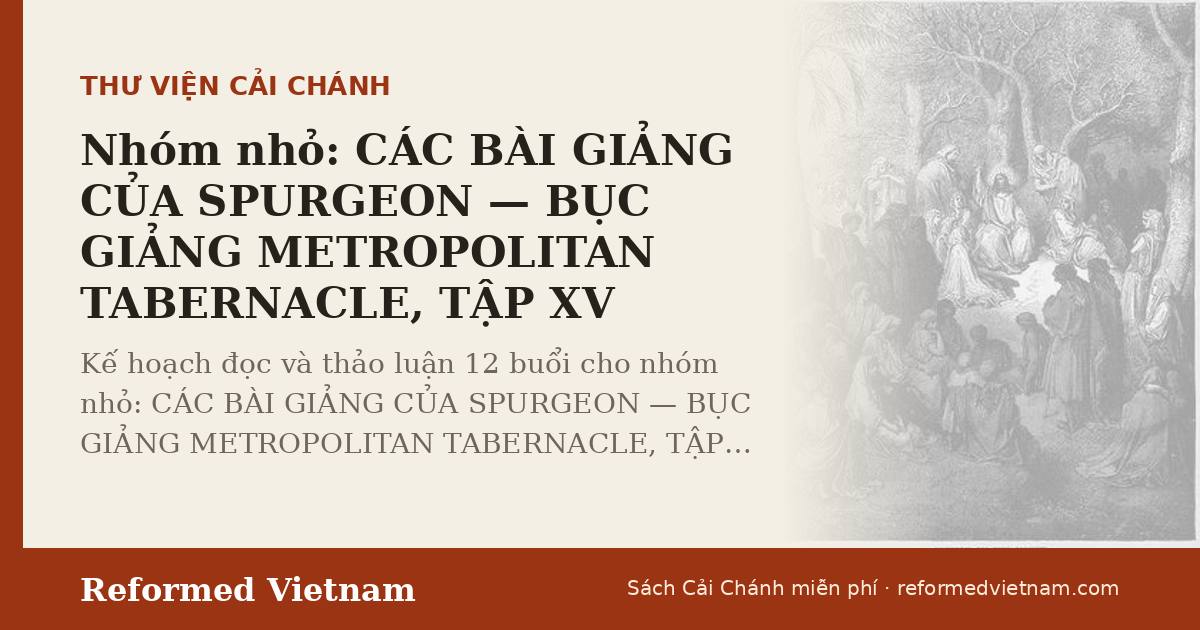 THƯ VIỆN CẢI CHÁNH
Nhóm nhỏ: CÁC BÀI GIẢNG
CỦA SPURGEON — BỤC
GIẢNG METROPOLITAN
TABERNACLE, TẬP XV
Kế hoạch đọc và thảo luận 12 buổi cho nhóm
nhỏ: CÁC BÀI GIẢNG CỦA SPURGEON — BỤC
GIẢNG METROPOLITAN TABERNACLE, TẬP...
Reformed Vietnam
Sách Cải Chánh miễn phí · reformedvietnam.com